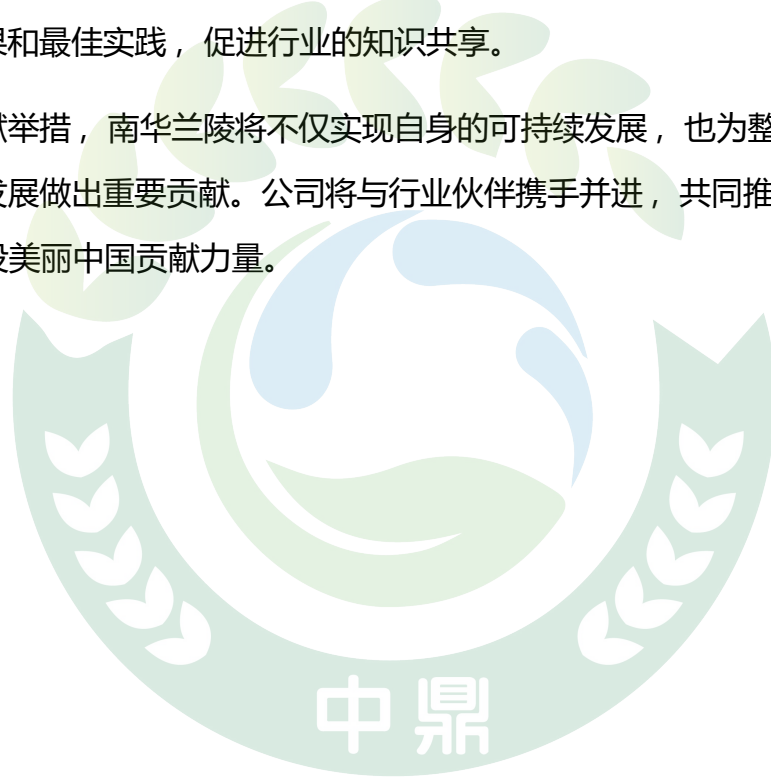 果和最佳实践，促进行业的知识共享。
献举措，南华兰陵将不仅实现自身的可持续发展，也为整
发展做出重要贡献。公司将与行业伙伴携手并进，共同推
设美丽中国贡献力量。
中鼎